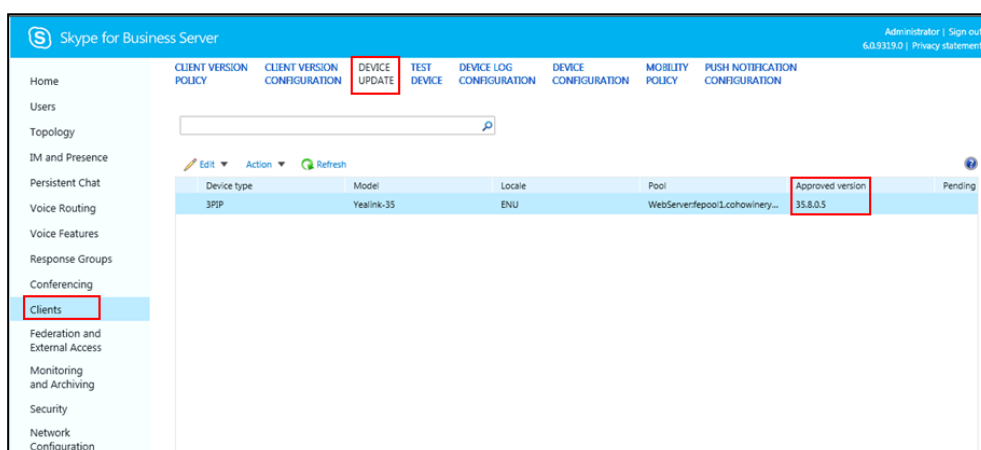 Skype for Business Server
Administrator | Sign out
6.0.9319.0 | Privacy statement
Home
Users
Topology
IM and Presence
Persistent Chat
Voice Routing
Voice Features
Response Groups
Conferencing
Clients
Federation and
External Access
Monitoring
and Archiving
Security
Network
Configuration
CLIENT VERSION
POLICY
CLIENT VERSION
CONFIGURATION
DEVICE
UPDATE
TEST
DEVICE
DEVICE LOG
CONFIGURATION
DEVICE
CONFIGURATION
MOBILITY
POLICY
PUSH NOTIFICATION
CONFIGURATION
Edit Action Refresh
Device type Model Locale Pool Approved version Pending
3PIP Yealink-35 ENU WebServer:fepool1.cohowinery... 35.8.0.5